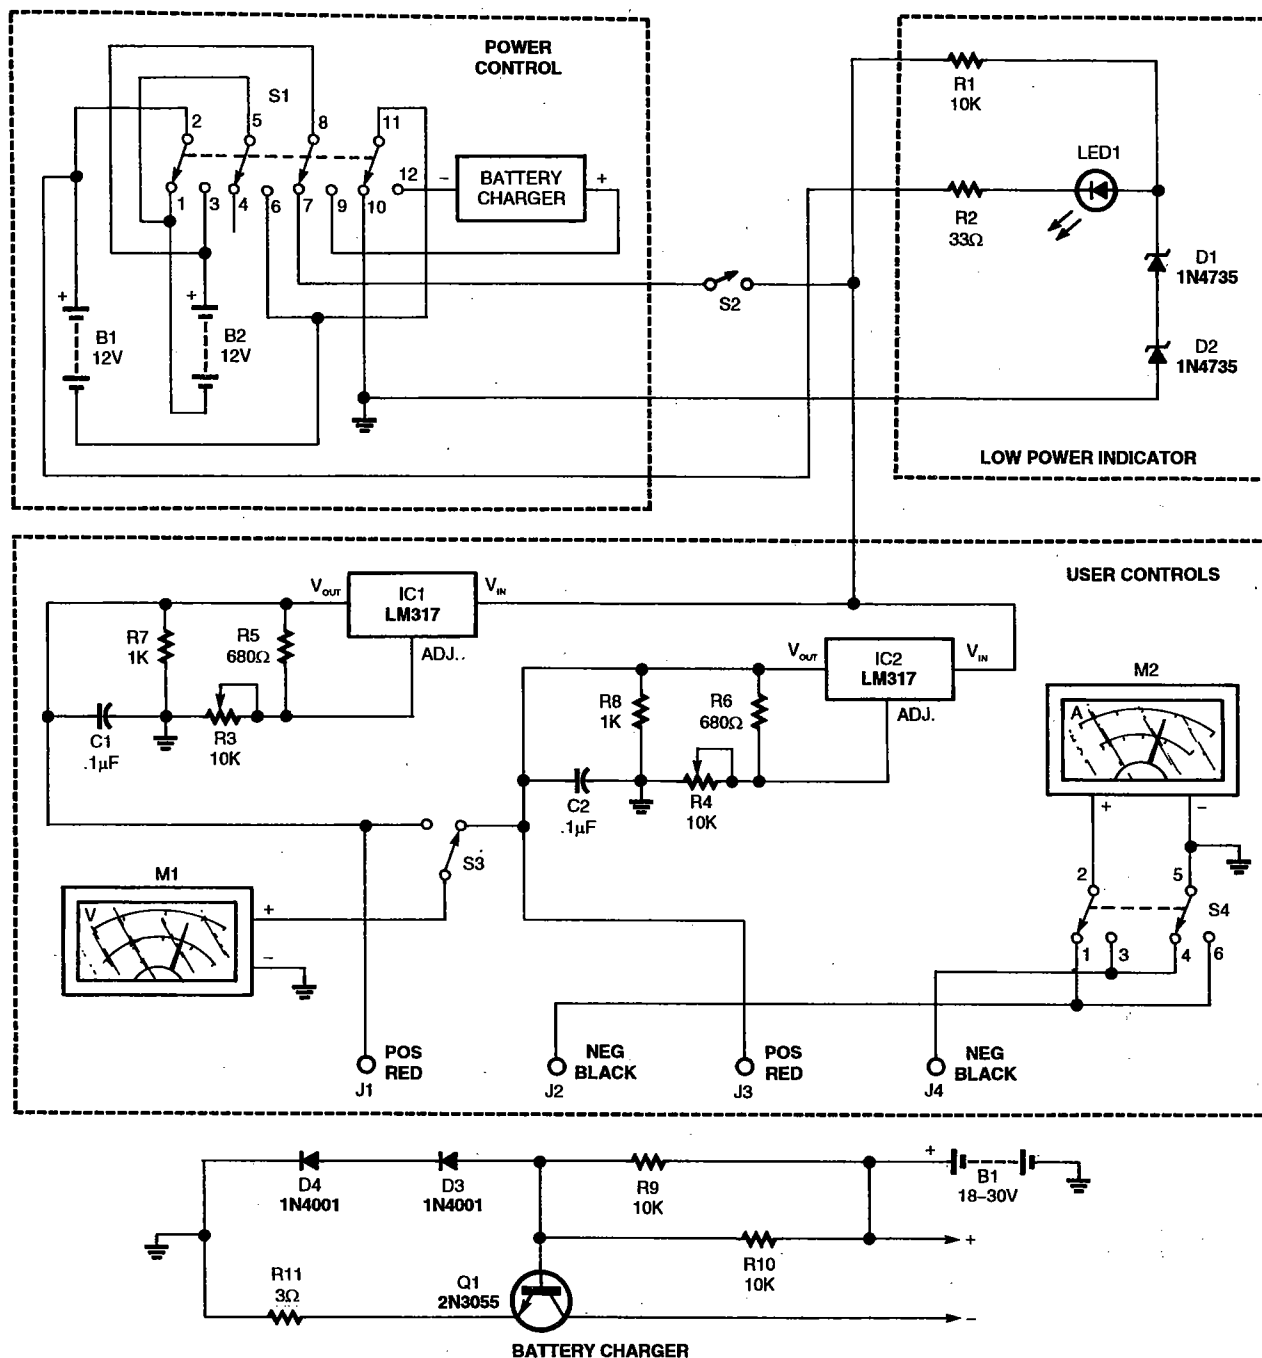 POWER
CONTROL
S1
2
5
8
11
12
1
3
4
6
7
9
10
−
BATTERY
CHARGER
+
+
B1
12V
+
B2
12V
S2
R1
10K
LED1
R2
33Ω
D1
1N4735
D2
1N4735
LOW POWER INDICATOR
USER CONTROLS
VOUT
IC1
LM317
VIN
ADJ..
R7
1K
R5
680Ω
C1
.1µF
R3
10K
VOUT
IC2
LM317
VIN
ADJ.
R8
1K
R6
680Ω
C2
.1µF
R4
10K
M2
A
+
−
S3
M1
V
+
−
2
5
S4
1
3
4
6
POS
RED
J1
NEG
BLACK
J2
POS
RED
J3
NEG
BLACK
J4
D4
1N4001
D3
1N4001
R9
10K
+
B1
18–30V
R10
10K
+
R11
3Ω
Q1
2N3055
−
BATTERY CHARGER